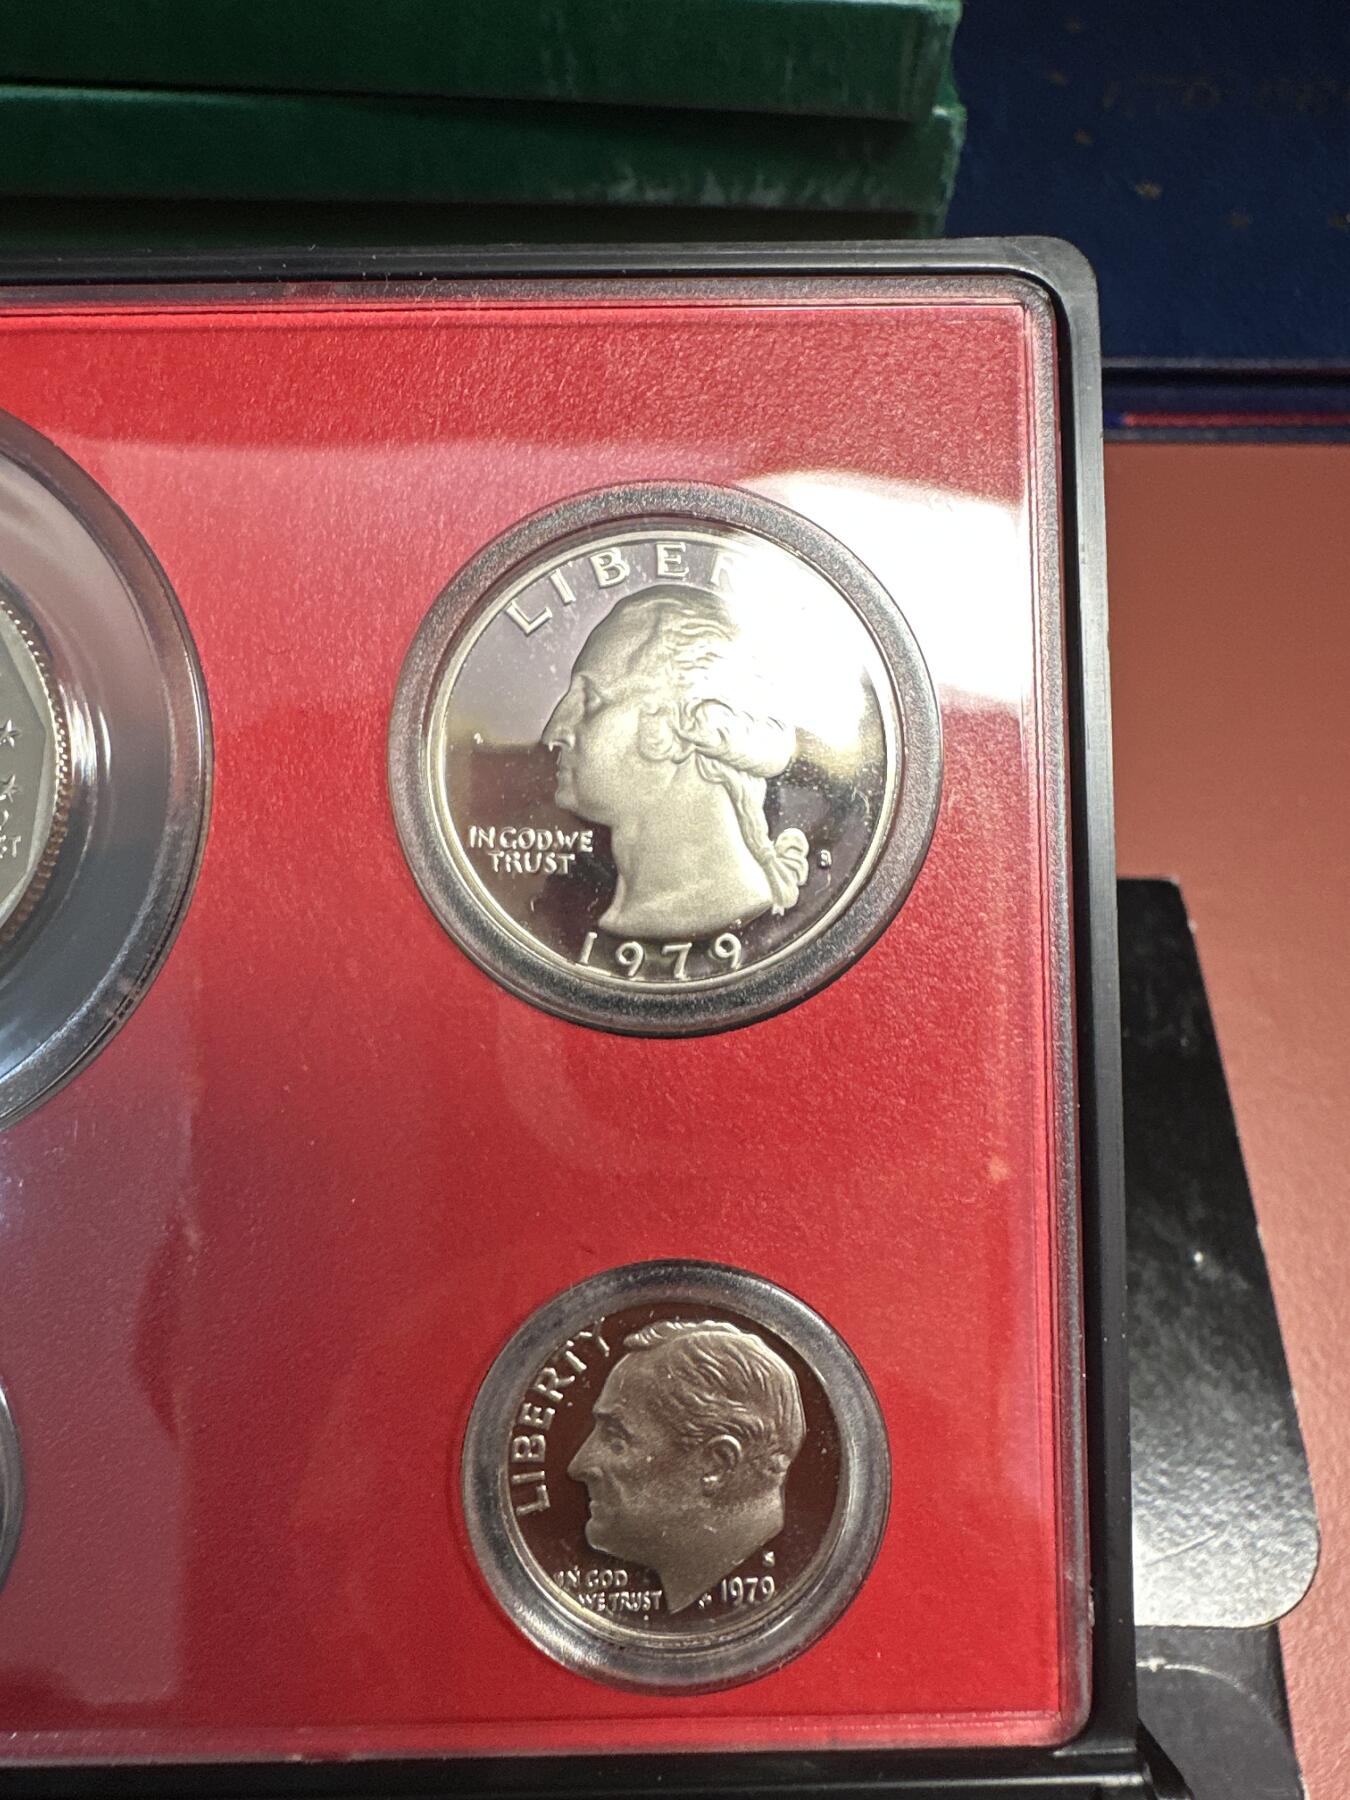 LIBER
IN GOD WE
TRUST
1979
LIBERTY
IN GOD
WE TRUST
S
1979